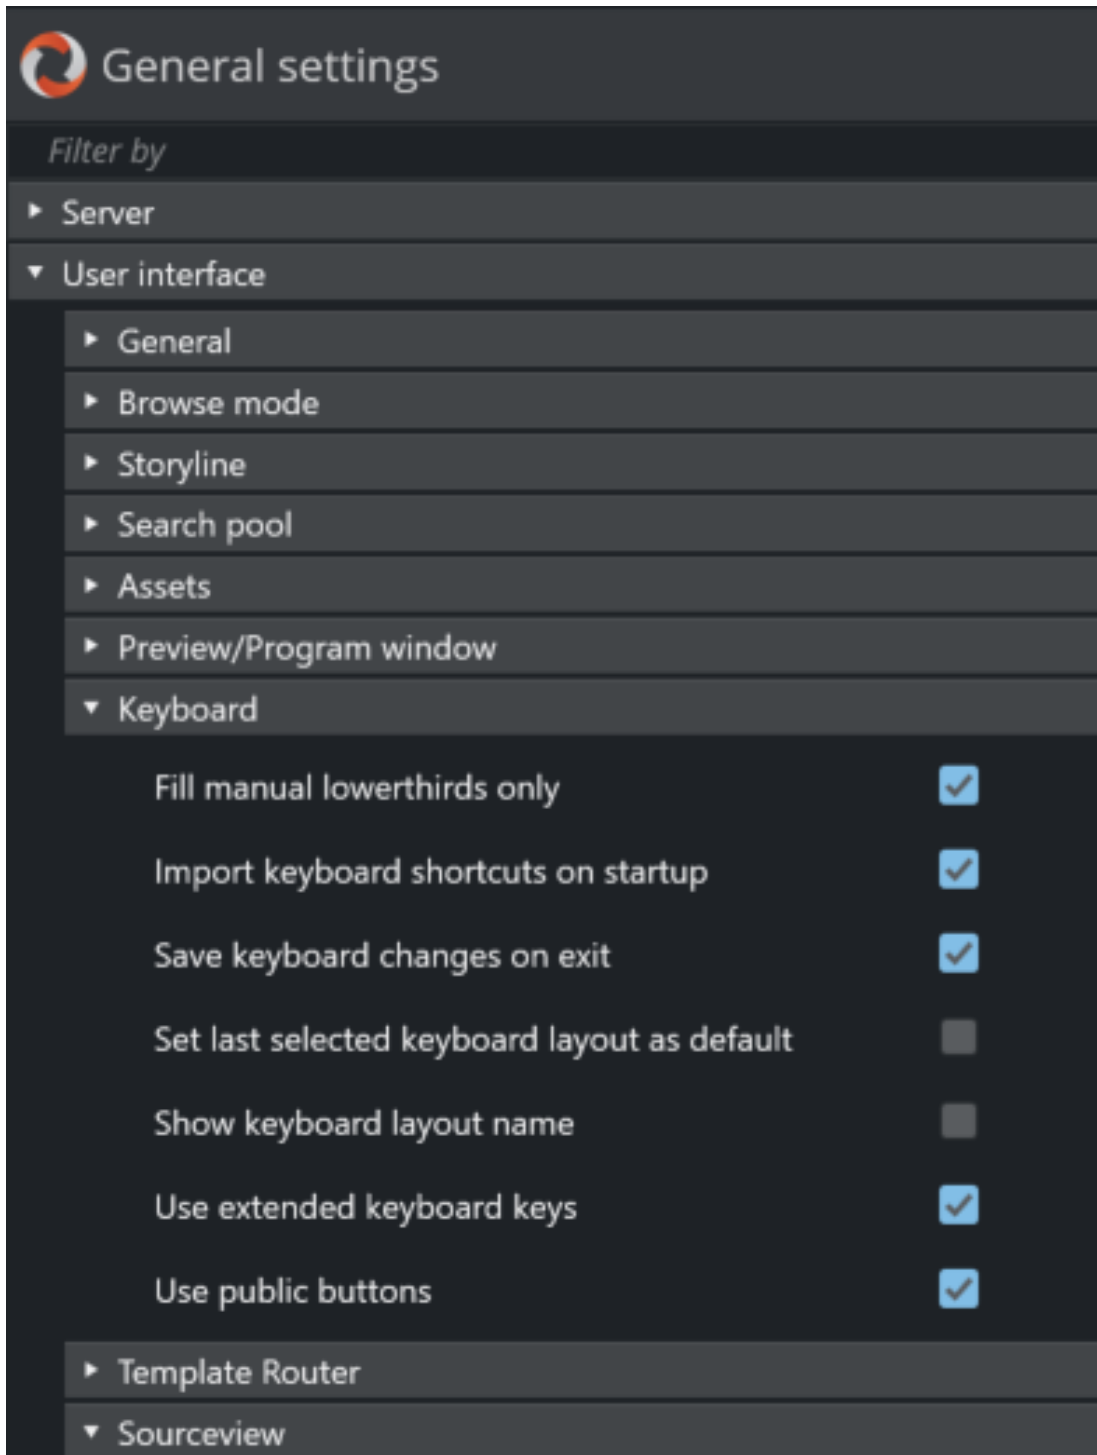 General settings
Filter by
Server
User interface
General
Browse mode
Storyline
Search pool
Assets
Preview/Program window
Keyboard
Fill manual lowerthirds only
Import keyboard shortcuts on startup
Save keyboard changes on exit
Set last selected keyboard layout as default
Show keyboard layout name
Use extended keyboard keys
Use public buttons
Template Router
Sourceview